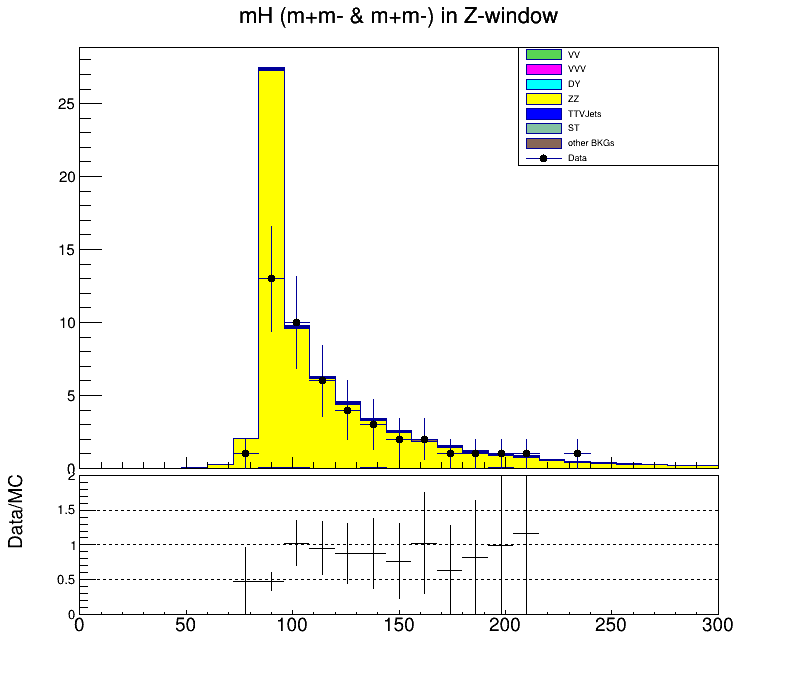 mH (m+m- & m+m-) in Z-window
VV
VVV
DY
ZZ
TTVJets
ST
other BKGs
Data
25
20
15
10
5
0
Data/MC
2
1.5
1
0.5
0
0 50 100 150 200 250 300